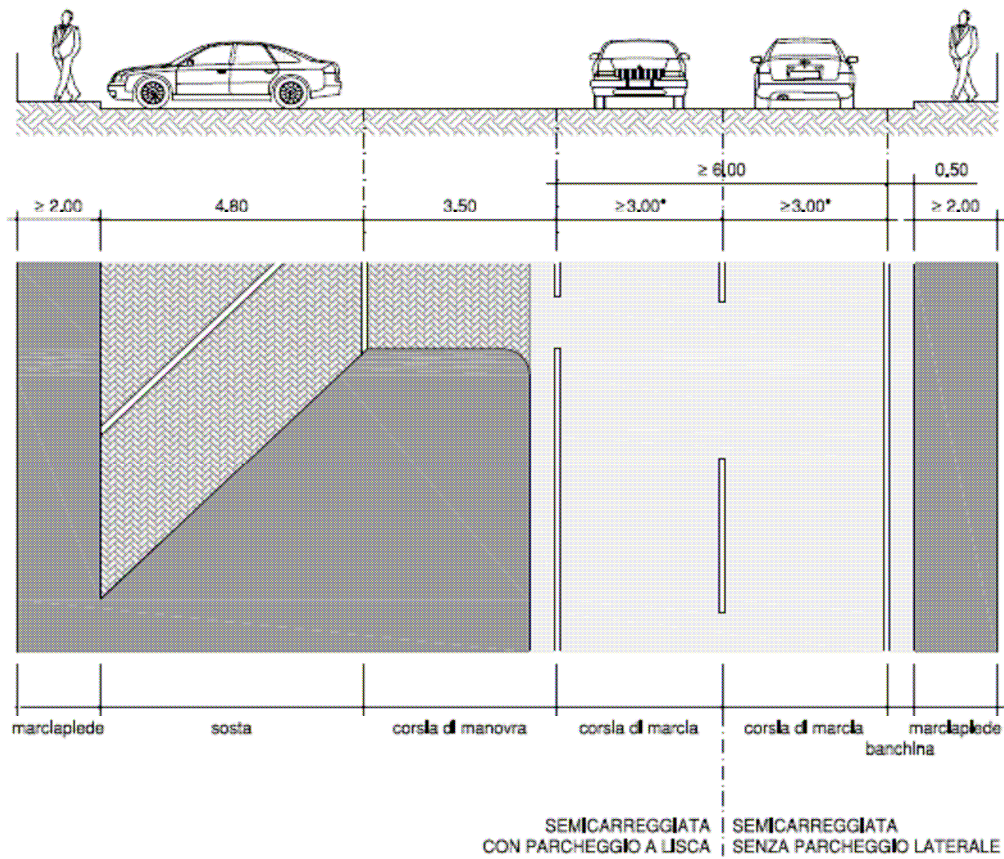 ≥ 6.00 0.50
≥ 2.00 4.80 3.50 ≥3.00* ≥3.00* ≥ 2.00
marciapiede sosta corsia di manovra corsia di marcia corsia di marcia marciapiede
banchina
SEMICARREGGIATA SEMICARREGGIATA
CON PARCHEGGIO A LISCA SENZA PARCHEGGIO LATERALE